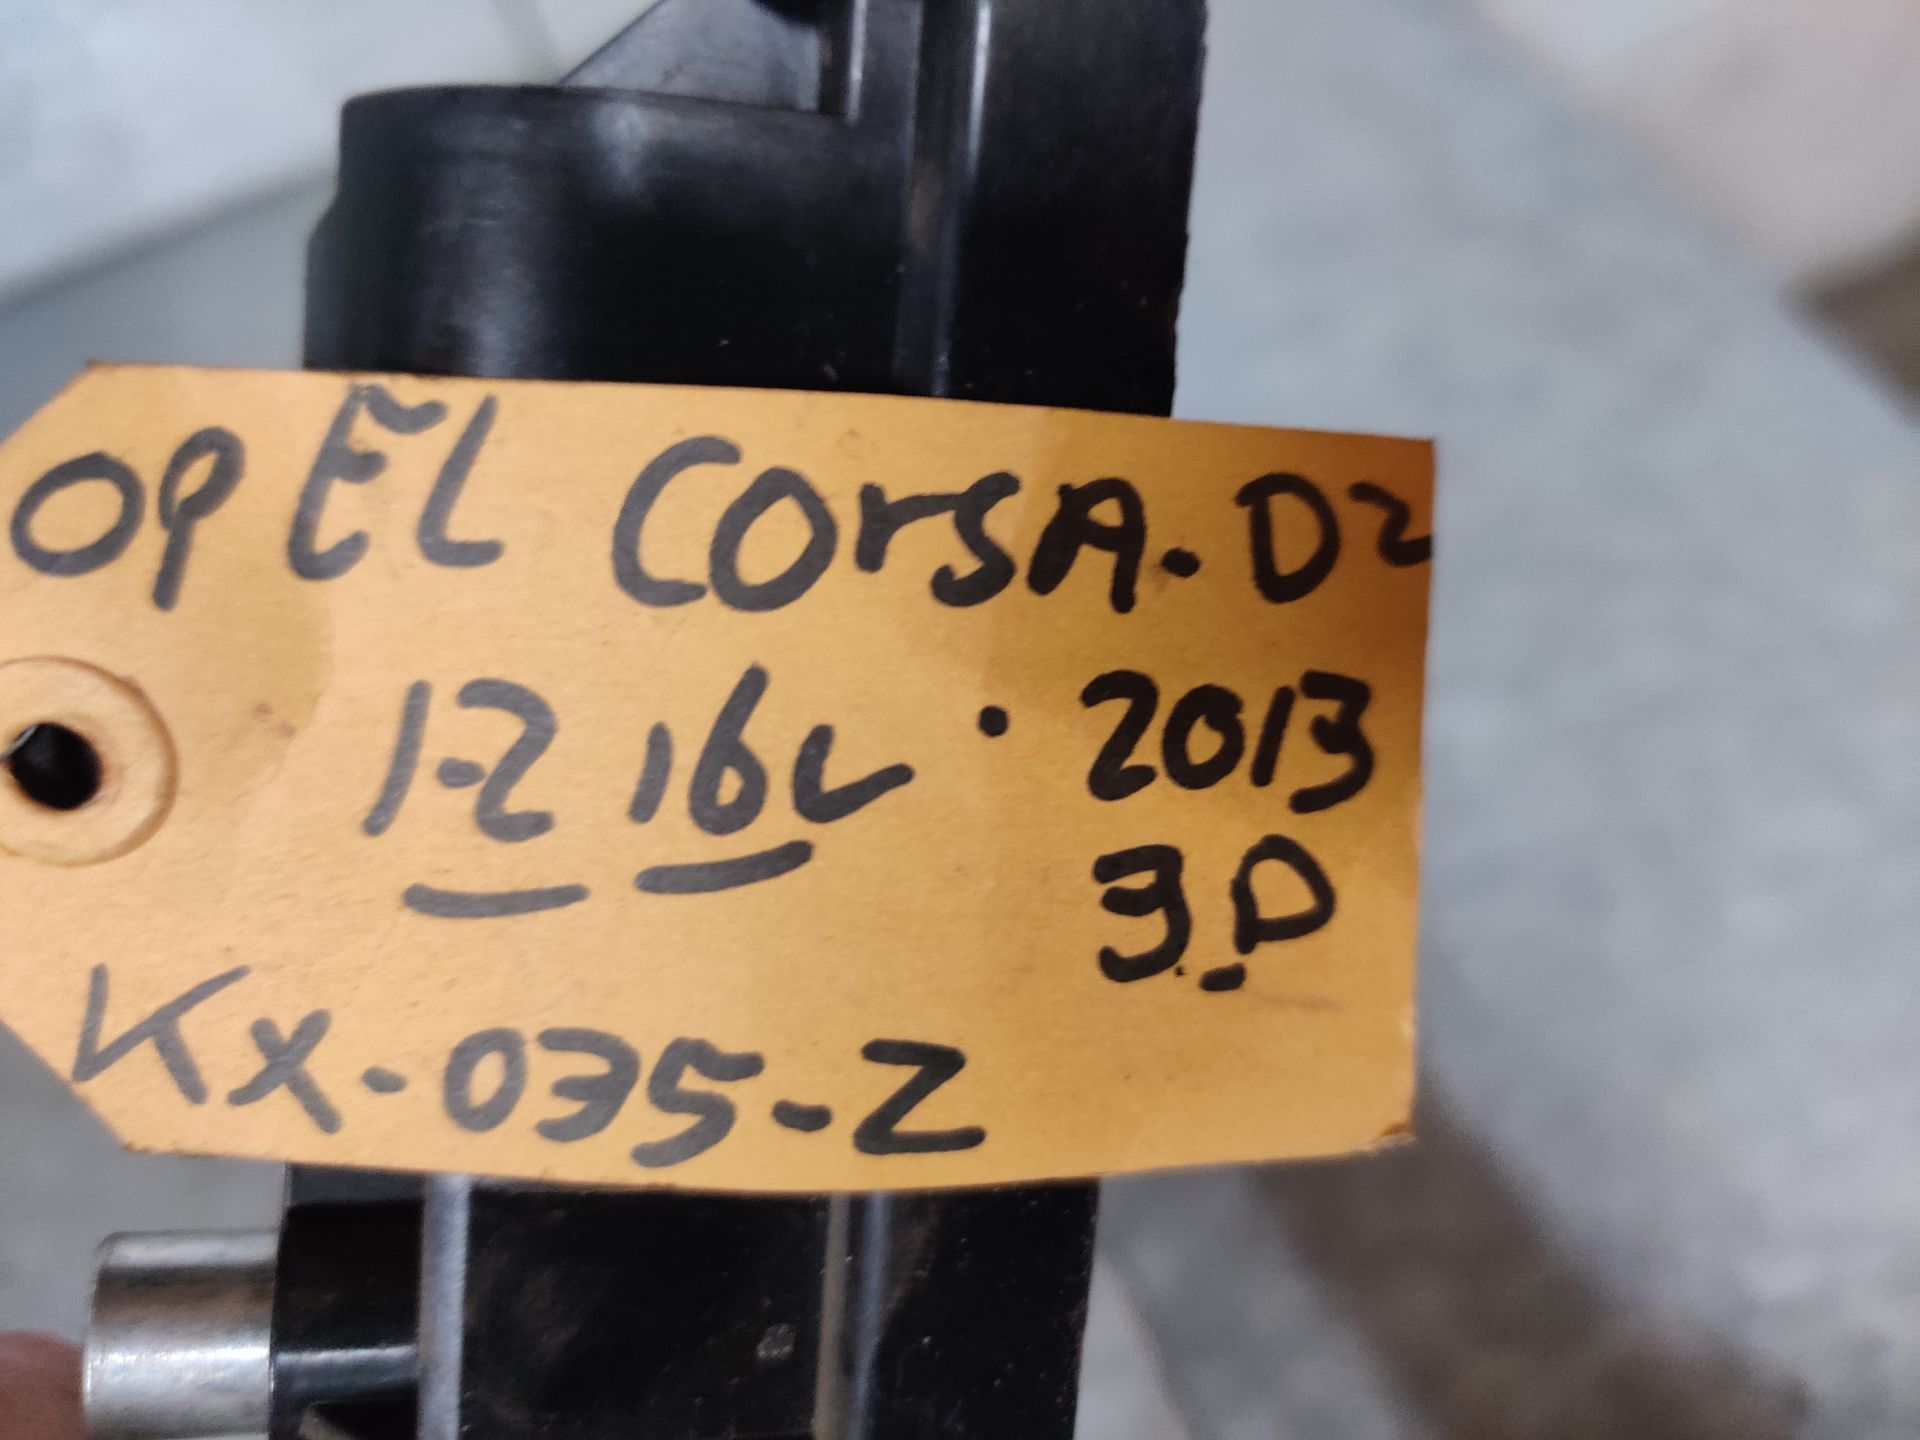 OPEL CORSA.D2
1.2 16V · 2013
3.D
KX-035-Z